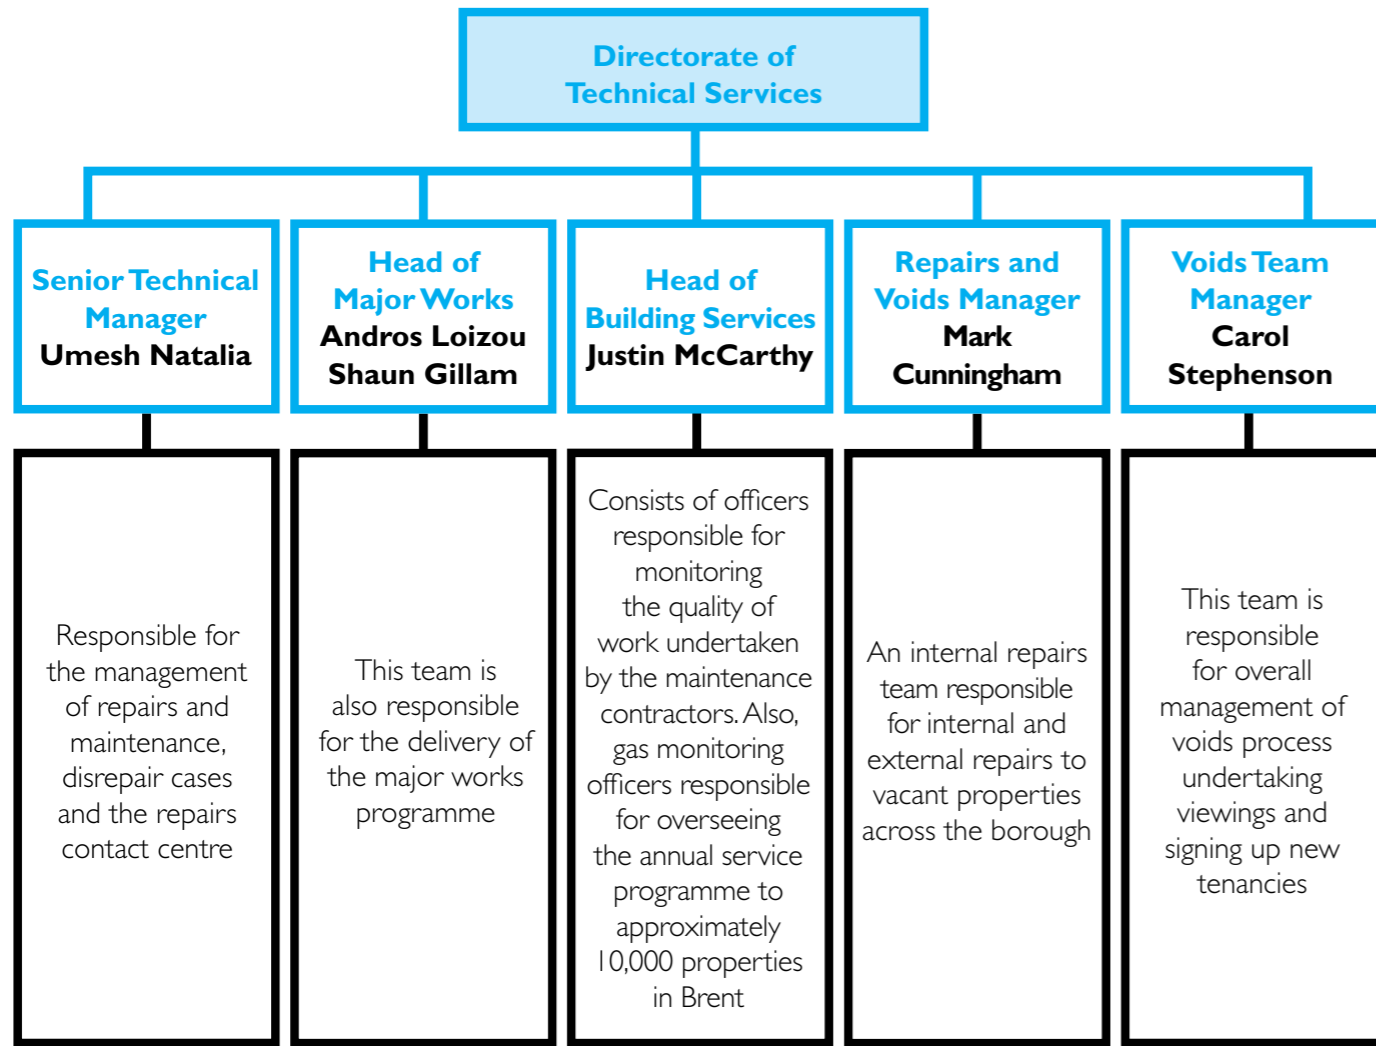 Directorate of
Technical Services
Senior Technical
Manager
Umesh Natalia
Head of
Major Works
Andros Loizou
Shaun Gillam
Head of
Building Services
Justin McCarthy
Repairs and
Voids Manager
Mark
Cunningham
Voids Team
Manager
Carol
Stephenson
Responsible for
the management
of repairs and
maintenance,
disrepair cases
and the repairs
contact centre
This team is
also responsible
for the delivery of
the major works
programme
Consists of officers
responsible for
monitoring
the quality of
work undertaken
by the maintenance
contractors. Also,
gas monitoring
officers responsible
for overseeing
the annual service
programme to
approximately
10,000 properties
in Brent
An internal repairs
team responsible
for internal and
external repairs to
vacant properties
across the borough
This team is
responsible
for overall
management of
voids process
undertaking
viewings and
signing up new
tenancies